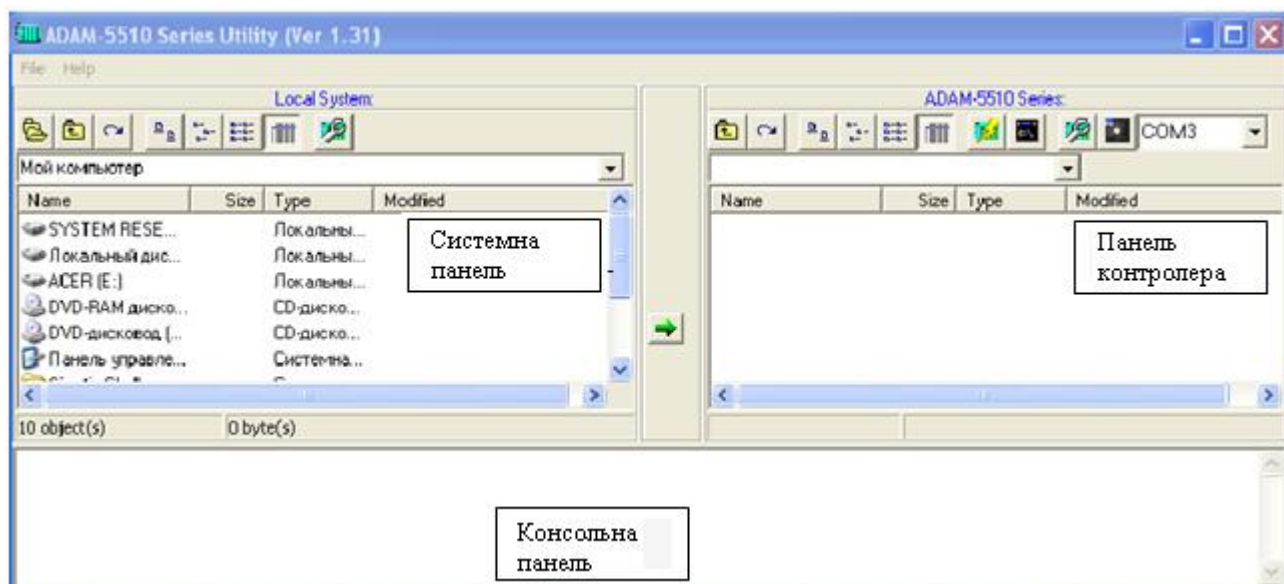 ADAM-5510 Series Utility (Ver 1.31)
File Help
Local System:
ADAM-5510 Series:
COM3
Мой компьютер
Name Size Type Modified
Name Size Type Modified
SYSTEM RESE... Локальны...
Локальный дис... Локальны...
ACER (E:) Локальны...
DVD-RAM диско... CD-диско...
DVD-дисковод (... CD-диско...
Панель управле... Системна...
Системна
панель
Панель
контролера
10 object(s) 0 byte(s)
Консольна
панель